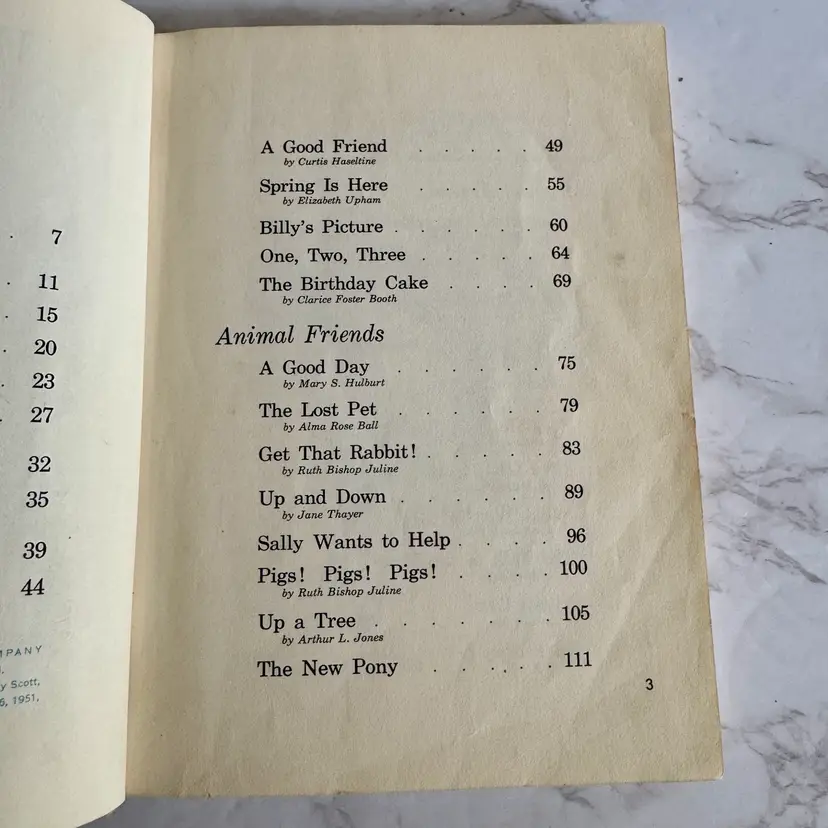 7
11
15
20
23
27
32
35
39
44
MPANY
y Scott,
1951,
A Good Friend . . . . . 49
by Curtis Haseltine
Spring Is Here . . . . . 55
by Elizabeth Upham
Billy's Picture . . . . . . 60
One, Two, Three . . . . . 64
The Birthday Cake . . . . 69
by Clarice Foster Booth
Animal Friends
A Good Day . . . . . . 75
by Mary S. Hulburt
The Lost Pet . . . . . . 79
by Alma Rose Ball
Get That Rabbit! . . . . . 83
by Ruth Bishop Juline
Up and Down . . . . . . 89
by Jane Thayer
Sally Wants to Help . . . . 96
Pigs! Pigs! Pigs! . . . . 100
by Ruth Bishop Juline
Up a Tree . . . . . . . 105
by Arthur L. Jones
The New Pony . . . . . 111
3